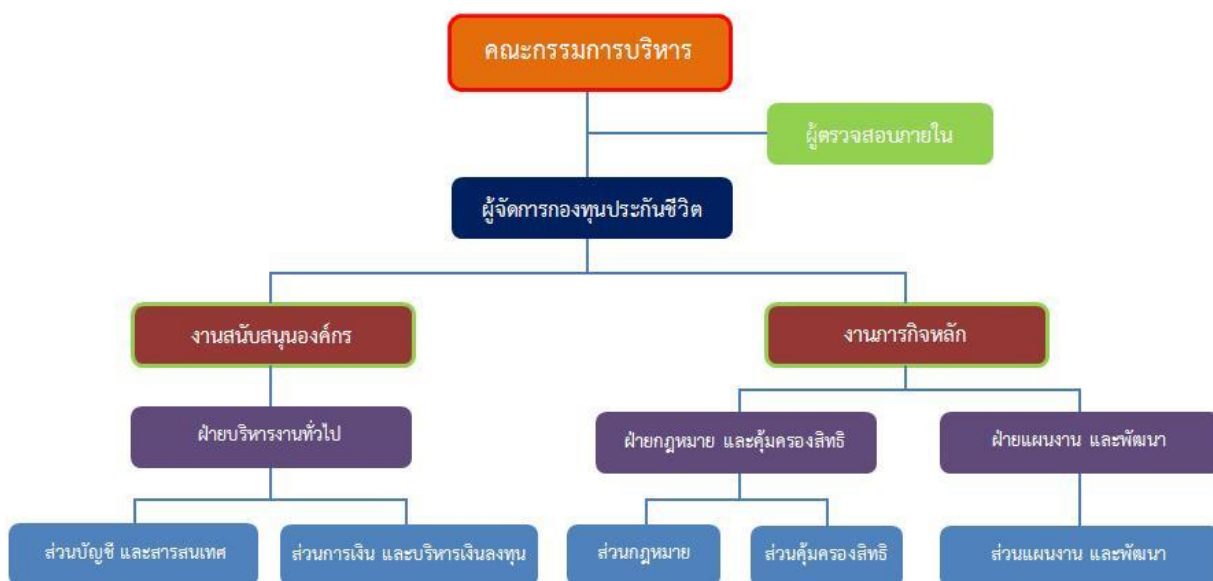 คณะกรรมการบริหาร
ผู้ตรวจสอบภายใน
ผู้จัดการกองทุนประกันชีวิต
งานสนับสนุนองค์กร
งานภารกิจหลัก
ฝ่ายบริหารงานทั่วไป
ฝ่ายกฎหมาย และคุ้มครองสิทธิ
ฝ่ายแผนงาน และพัฒนา
ส่วนบัญชี และสารสนเทศ
ส่วนการเงิน และบริหารเงินลงทุน
ส่วนกฎหมาย
ส่วนคุ้มครองสิทธิ
ส่วนแผนงาน และพัฒนา